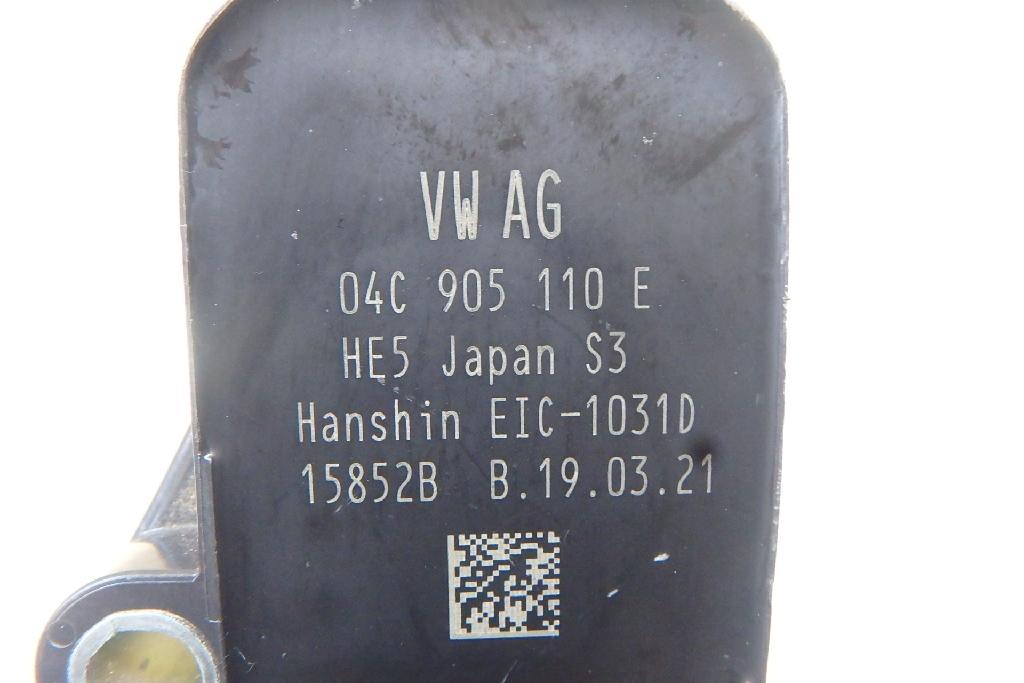 VW AG
04C 905 110 E
HE5 Japan S3
Hanshin EIC-1031D
15852B B.19.03.21